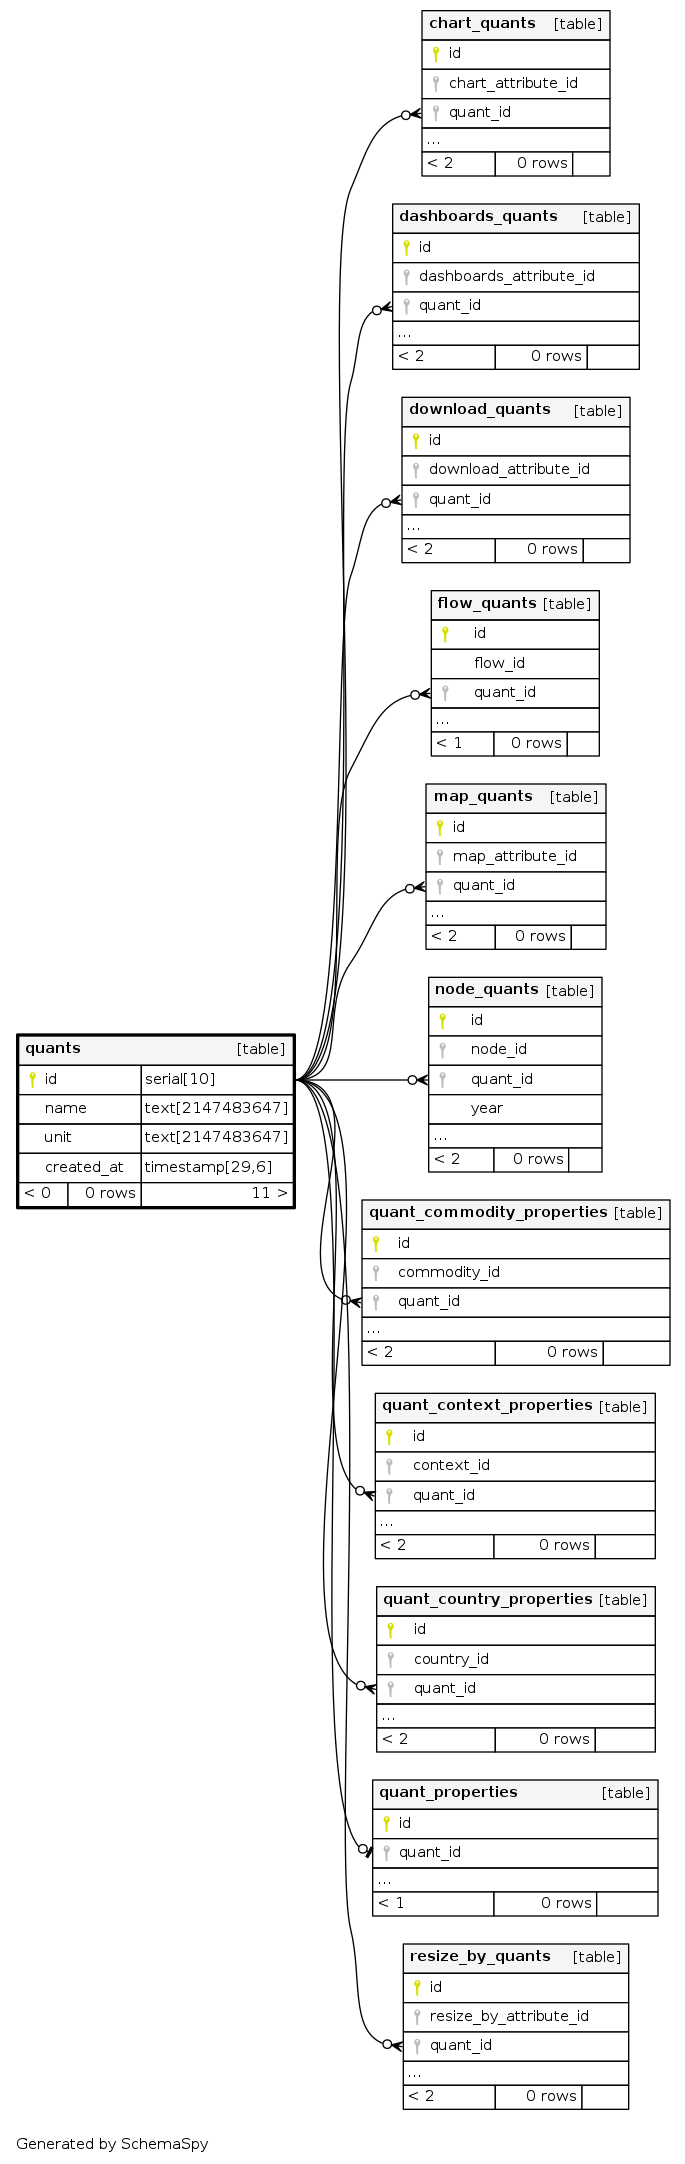 chart_quants [table]
id
chart_attribute_id
quant_id
...
< 2 0 rows
dashboards_quants [table]
id
dashboards_attribute_id
quant_id
...
< 2 0 rows
download_quants [table]
id
download_attribute_id
quant_id
...
< 2 0 rows
flow_quants [table]
id
flow_id
quant_id
...
< 1 0 rows
map_quants [table]
id
map_attribute_id
quant_id
...
< 2 0 rows
node_quants [table]
id
node_id
quant_id
year
...
< 2 0 rows
quants [table]
id serial[10]
name text[2147483647]
unit text[2147483647]
created_at timestamp[29,6]
< 0 0 rows 11 >
quant_commodity_properties [table]
id
commodity_id
quant_id
...
< 2 0 rows
quant_context_properties [table]
id
context_id
quant_id
...
< 2 0 rows
quant_country_properties [table]
id
country_id
quant_id
...
< 2 0 rows
quant_properties [table]
id
quant_id
...
< 1 0 rows
resize_by_quants [table]
id
resize_by_attribute_id
quant_id
...
< 2 0 rows
Generated by SchemaSpy